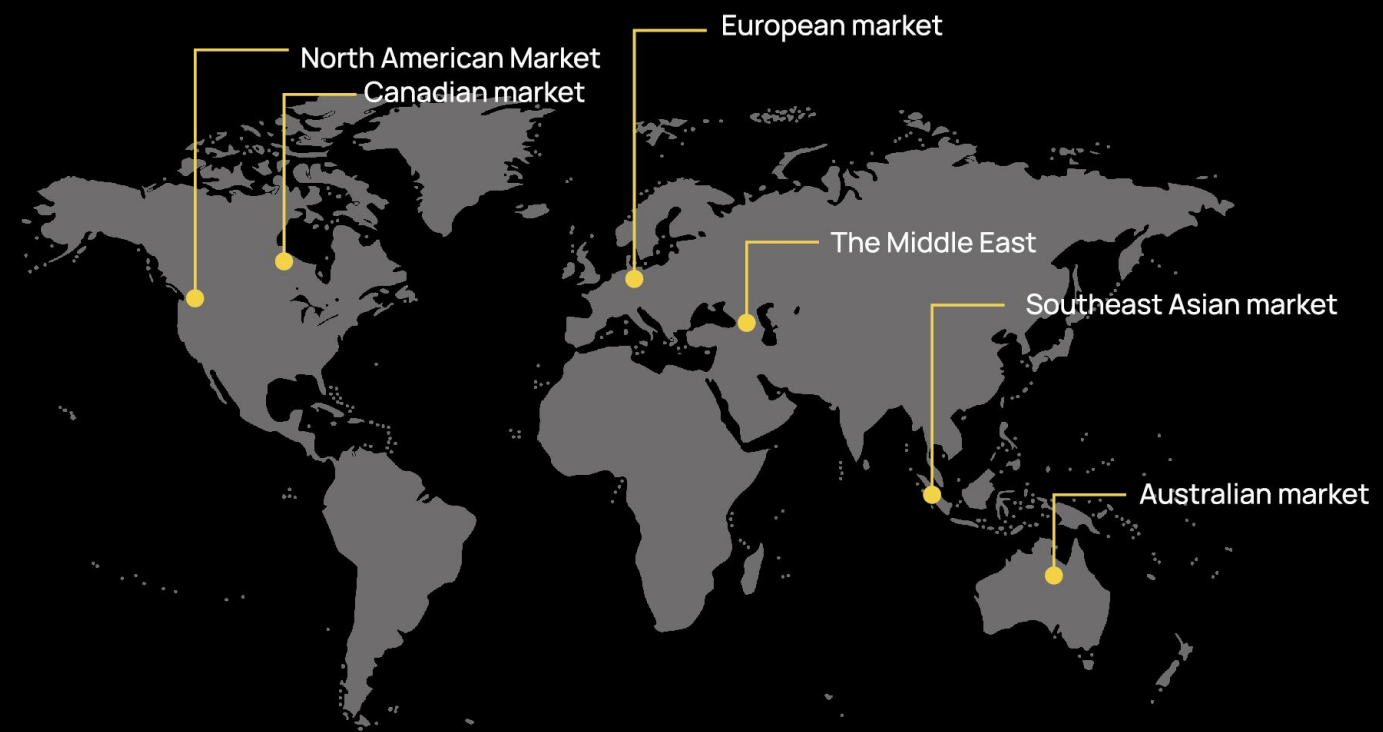 European market
North American Market
Canadian market
The Middle East
Southeast Asian market
Australian market